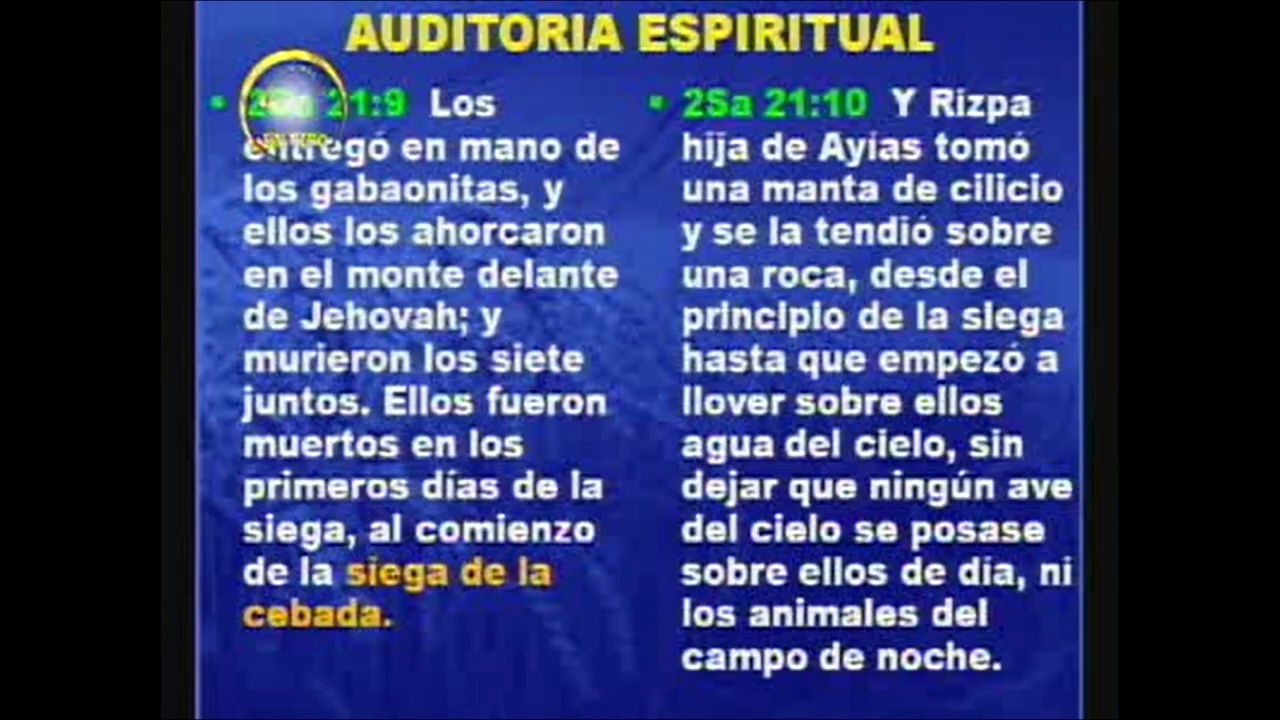 AUDITORIA ESPIRITUAL
• 2Sa 21:9 Los
entregó en mano de
los gabaonitas, y
ellos los ahorcaron
en el monte delante
de Jehovah; y
murieron los siete
juntos. Ellos fueron
muertos en los
primeros días de la
siega, al comienzo
de la siega de la
cebada.
• 2Sa 21:10 Y Rizpa
hija de Ayías tomó
una manta de cilicio
y se la tendió sobre
una roca, desde el
principio de la siega
hasta que empezó a
llover sobre ellos
agua del cielo, sin
dejar que ningún ave
del cielo se posase
sobre ellos de día, ni
los animales del
campo de noche.